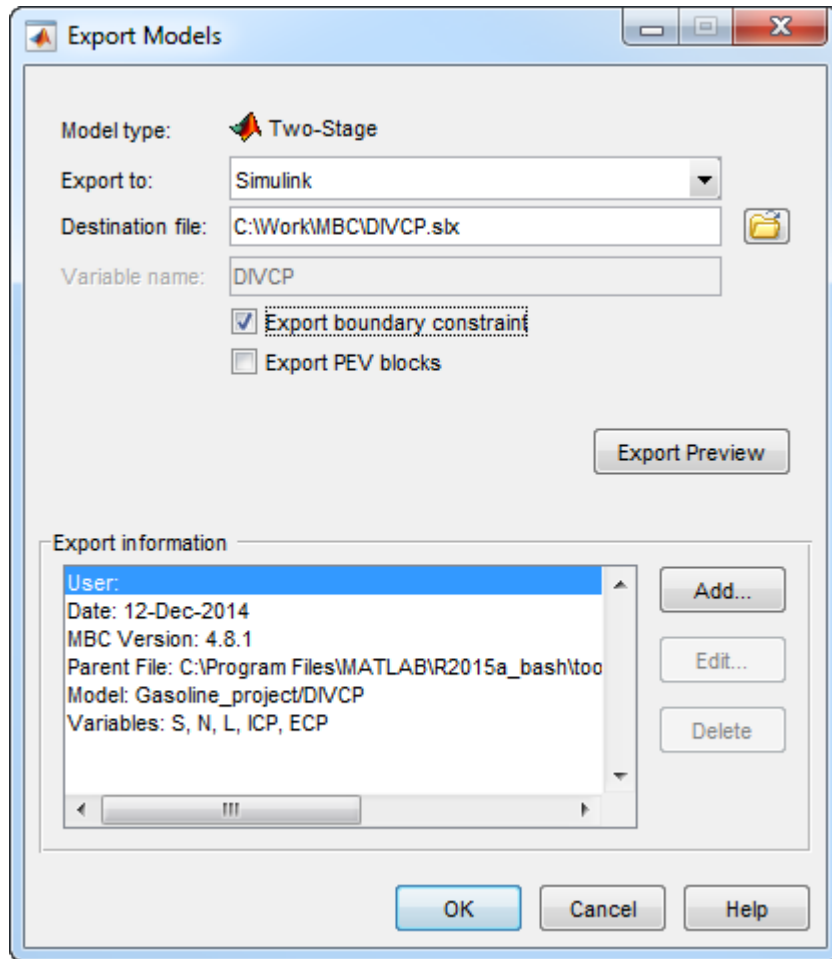 Export Models
Model type: Two-Stage
Export to: Simulink
Destination file: C:\Work\MBC\DIVCP.slx
Variable name: DIVCP
Export boundary constraint
Export PEV blocks
Export Preview
Export information
User:
Date: 12-Dec-2014
MBC Version: 4.8.1
Parent File: C:\Program Files\MATLAB\R2015a_bash\too
Model: Gasoline_project/DIVCP
Variables: S, N, L, ICP, ECP
Add...
Edit...
Delete
OK Cancel Help